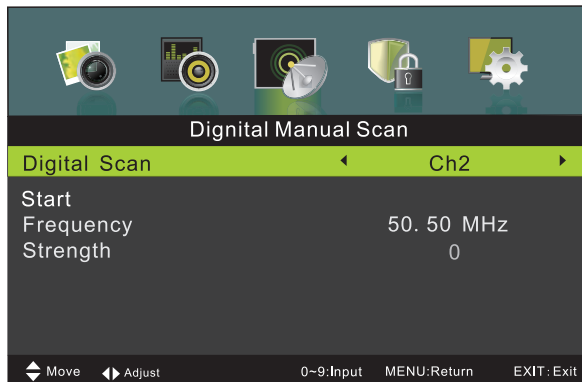 Dignital Manual Scan
Digital Scan Ch2
Start
Frequency 50. 50 MHz
Strength 0
Move Adjust 0~9:Input MENU:Return EXIT:Exit